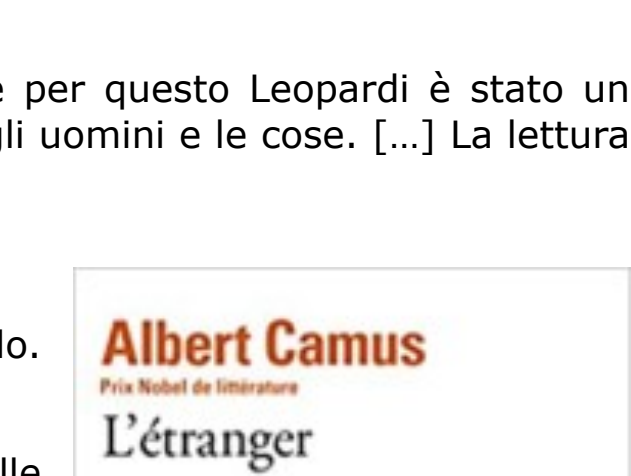 e per questo Leopardi è stato un
gli uomini e le cose. […] La lettura
do.
Albert Camus
Prix Nobel de littérature
L'étranger
lle